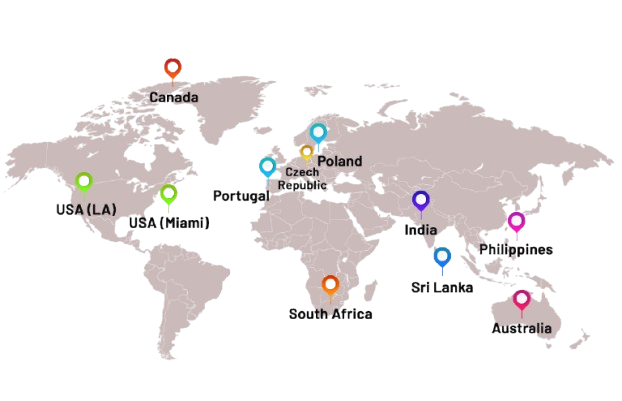 Canada
Poland
Czech
Republic
Portugal
USA (LA)
USA (Miami)
India
Philippines
Sri Lanka
South Africa
Australia